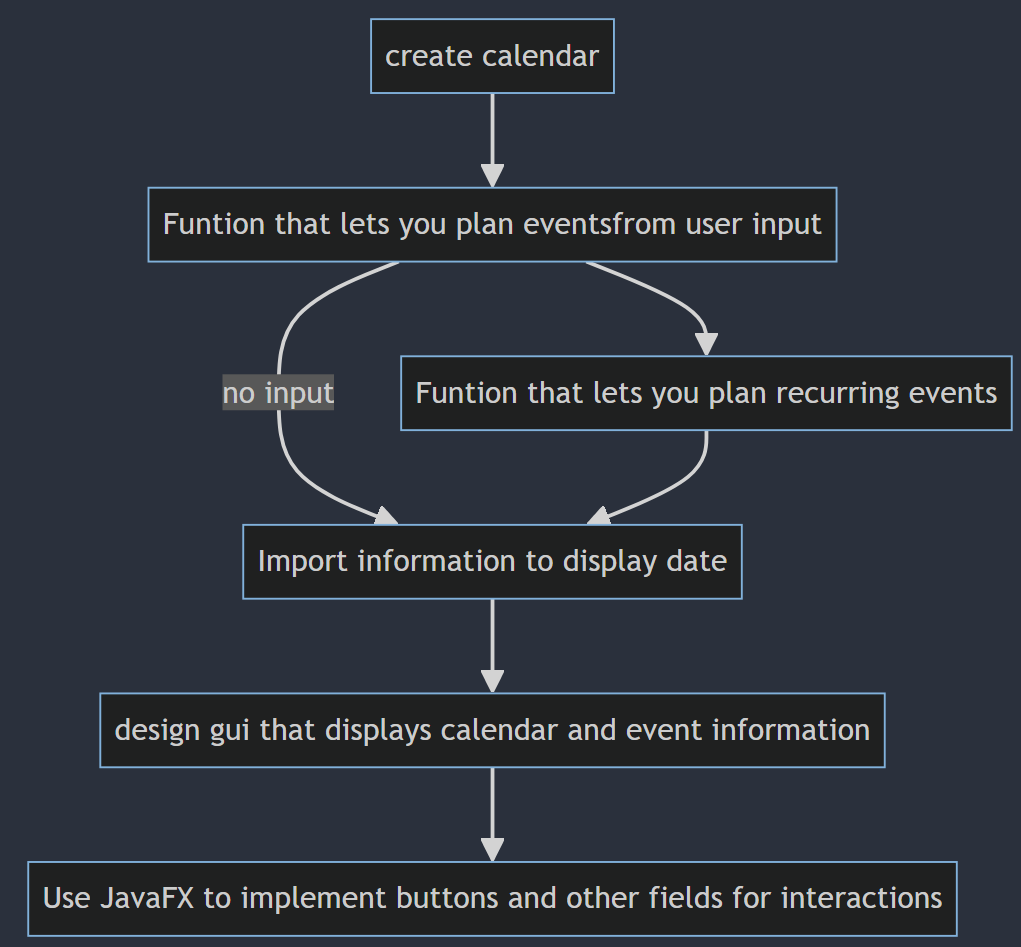 create calendar
Funtion that lets you plan eventsfrom user input
no input
Funtion that lets you plan recurring events
Import information to display date
design gui that displays calendar and event information
Use JavaFX to implement buttons and other fields for interactions